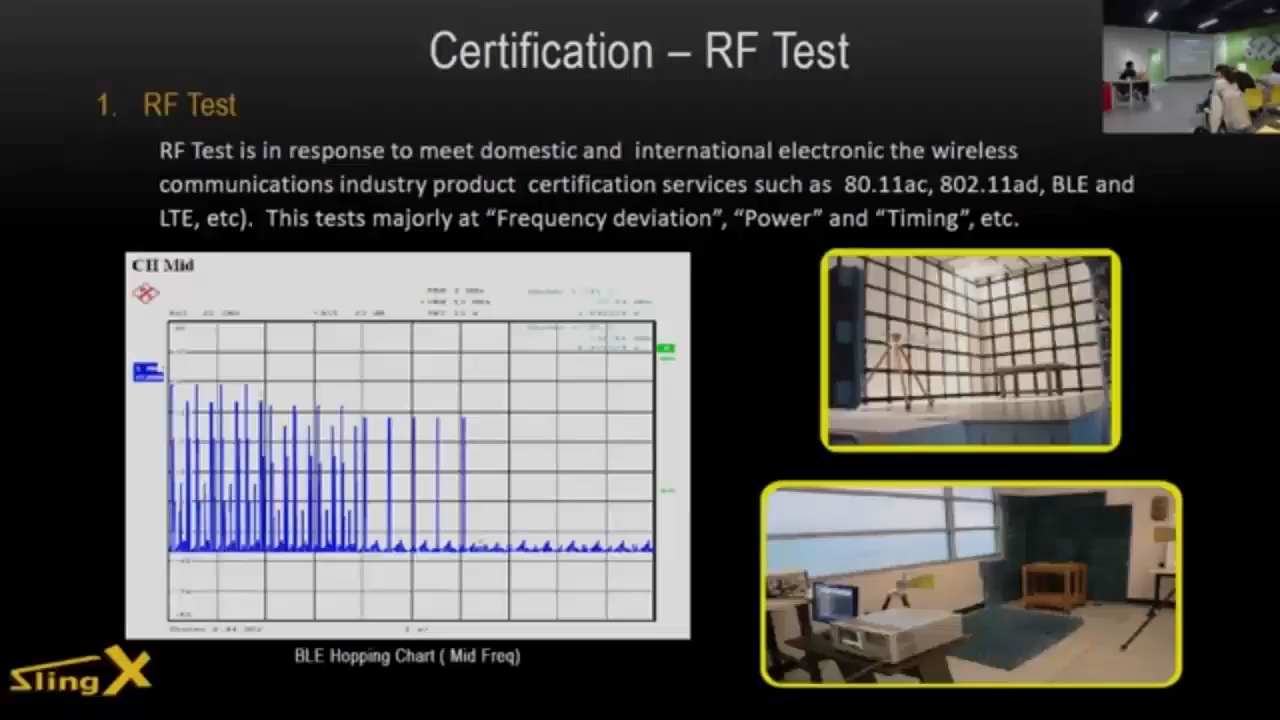 Certification – RF Test
1. RF Test
RF Test is in response to meet domestic and international electronic the wireless
communications industry product certification services such as 80.11ac, 802.11ad, BLE and
LTE, etc). This tests majorly at “Frequency deviation”, “Power” and “Timing”, etc.
CH Mid
BLE Hopping Chart ( Mid Freq)
SlingX